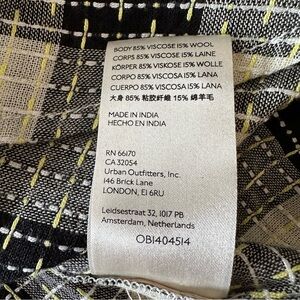 BODY 85% VISCOSE 15% WOOL
CORPS 85% VISCOSE 15% LAINE
KÖRPER 85% VISKOSE 15% WOLLE
CORPO 85% VISCOSA 15% LANA
CUERPO 85% VISCOSA 15% LANA
大身 85% 粘胶纤维 15% 绵羊毛
MADE IN INDIA
HECHO EN INDIA
RN 66170
CA 32054
Urban Outfitters, Inc.
146 Brick Lane
LONDON, E1 6RU
Leidsestraat 32, 1017 PB
Amsterdam, Netherlands
OB1404514